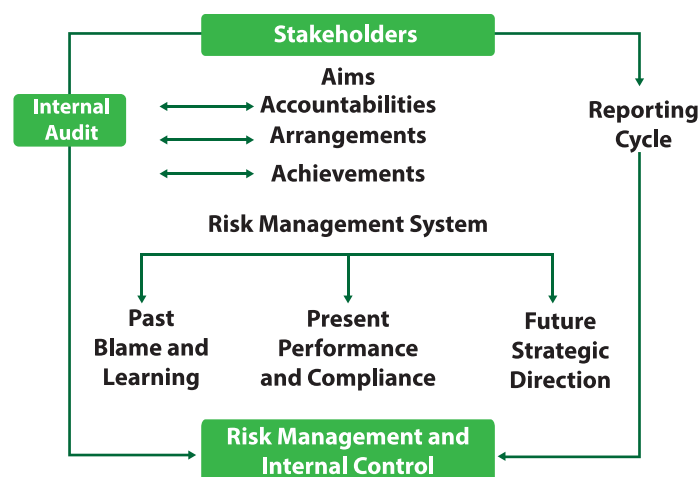 Stakeholders
Aims
Internal
Audit
Accountabilities
Arrangements
Achievements
Reporting
Cycle
Risk Management System
Past
Blame and
Learning
Present
Performance
and Compliance
Future
Strategic
Direction
Risk Management and
Internal Control